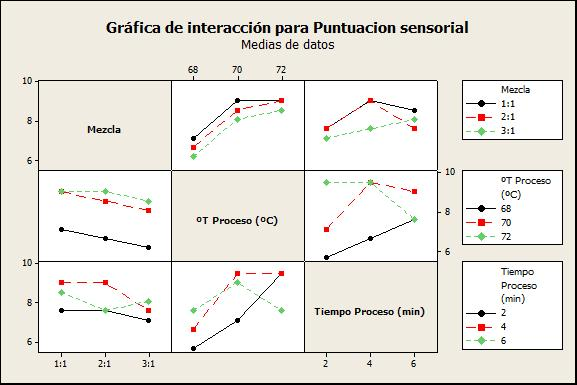 Gráfica de interacción para Puntuacion sensorial
Medias de datos
68 70 72
10
8
6
Mezcla
Mezcla
1:1
2:1
3:1
ºT Proceso (ºC)
10
8
6
ºT Proceso
(ºC)
68
70
72
10
8
6
Tiempo Proceso (min)
Tiempo
Proceso
(min)
2
4
6
1:1 2:1 3:1
2 4 6